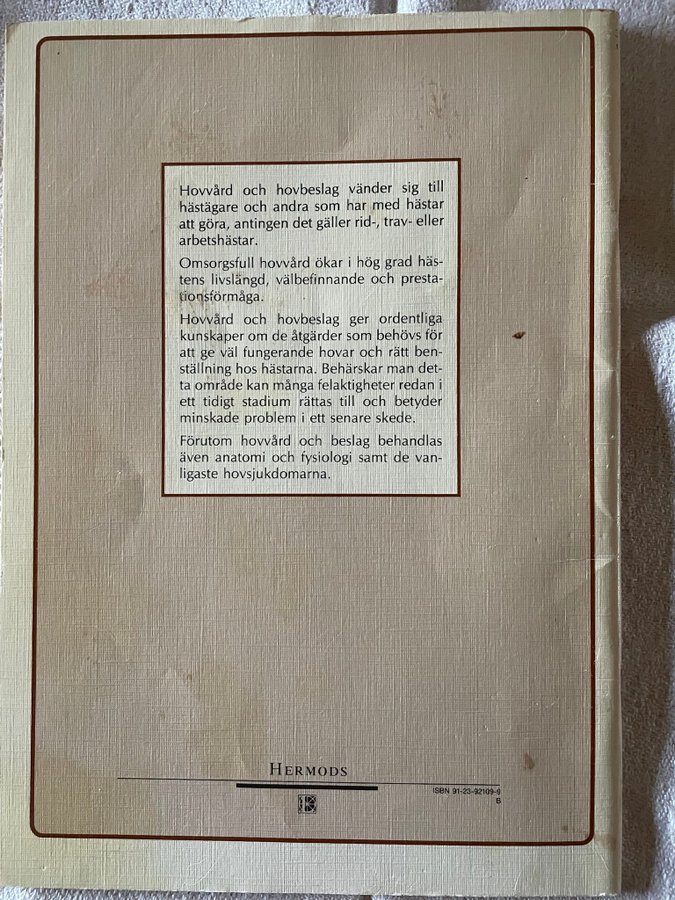 Hovvård och hovbeslag vänder sig till
hästägare och andra som har med hästar
att göra, antingen det gäller rid-, trav- eller
arbetshästar.
Omsorgsfull hovvård ökar i hög grad häs-
tens livslängd, välbefinnande och presta-
tionsförmåga.
Hovvård och hovbeslag ger ordentliga
kunskaper om de åtgärder som behövs för
att ge väl fungerande hovar och rätt ben-
ställning hos hästarna. Behärskar man det-
ta område kan många felaktigheter redan i
ett tidigt stadium rättas till och betyder
minskade problem i ett senare skede.
Förutom hovvård och beslag behandlas
även anatomi och fysiologi samt de van-
ligaste hovsjukdomarna.
HERMODS
ISBN 91-23-92109-9
B